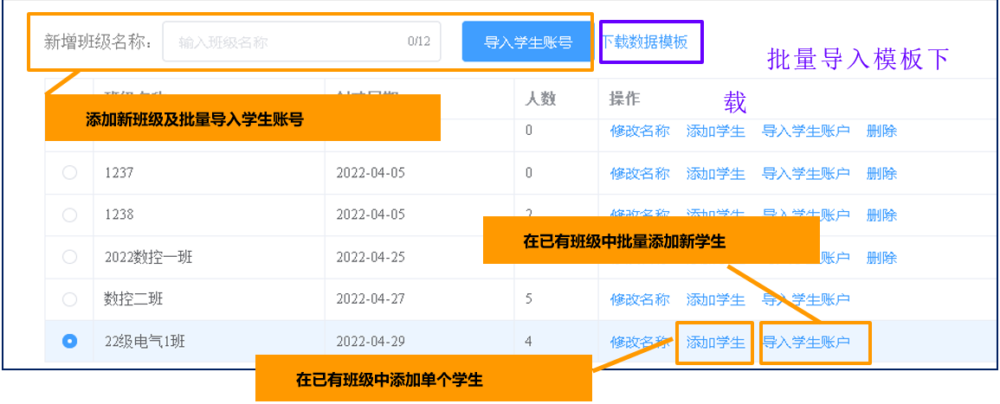 新增班级名称： 输入班级名称 0/12 导入学生账号 下载数据模板
批量导入模板下
载
人数 操作
添加新班级及批量导入学生账号
0 修改名称 添加学生 导入学生账户 删除
1237 2022-04-05 0 修改名称 添加学生 导入学生账户 删除
1238 2022-04-05 2 修改名称 添加学生 导入学生账户 删除
在已有班级中批量添加新学生
2022数控一班 2022-04-25 账户 删除
数控二班 2022-04-27 5 修改名称 添加学生 导入学生账户
22级电气1班 2022-04-29 4 修改名称 添加学生 导入学生账户
在已有班级中添加单个学生